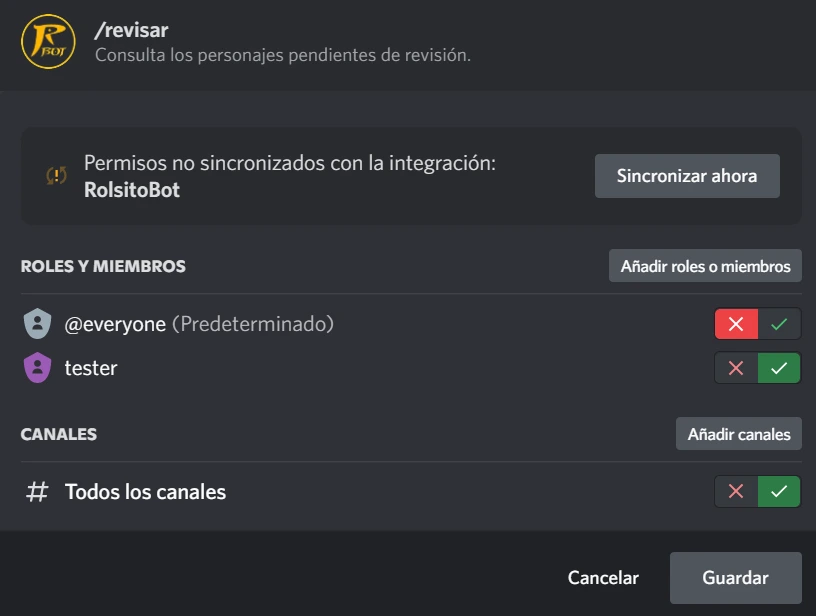 R BOT
/revisar
Consulta los personajes pendientes de revisión.
Permisos no sincronizados con la integración:
RolsitoBot
Sincronizar ahora
ROLES Y MIEMBROS
Añadir roles o miembros
@everyone (Predeterminado)
tester
CANALES
Añadir canales
# Todos los canales
Cancelar
Guardar